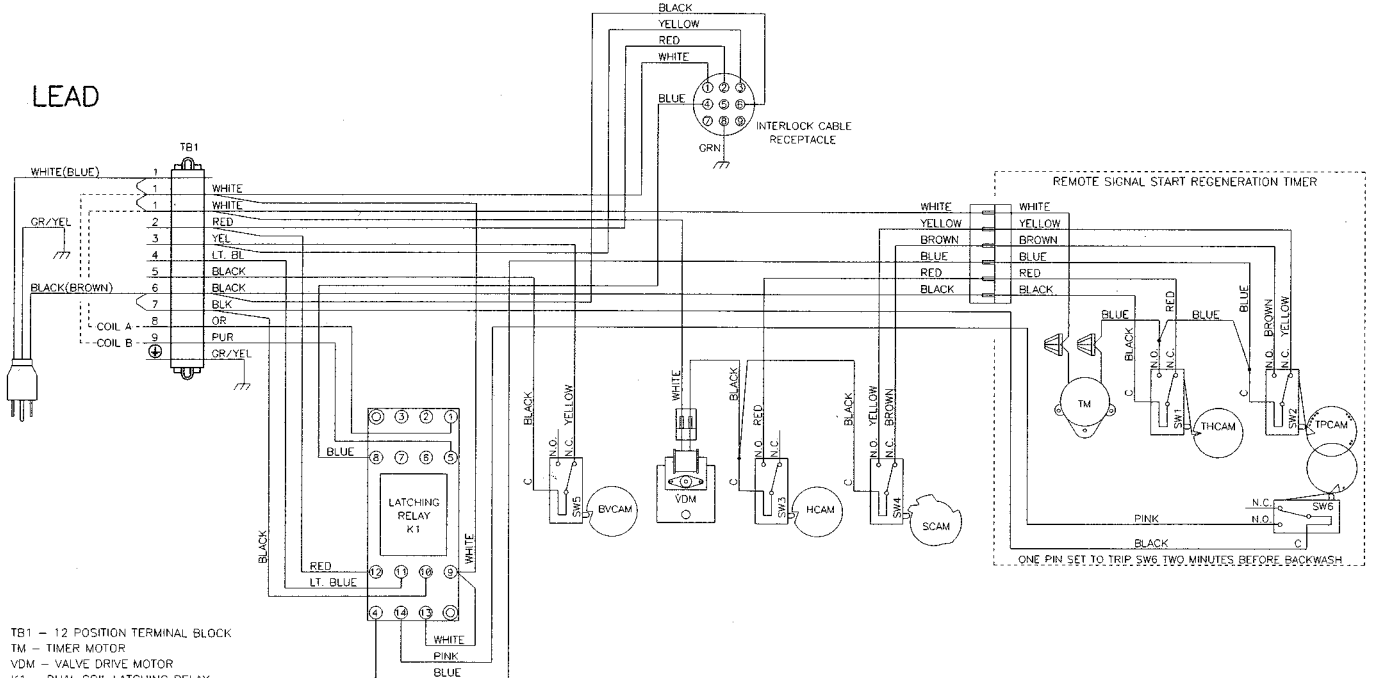 BLACK
YELLOW
RED
WHITE
LEAD
BLUE
1 2 3
4 5 6
7 8 9
INTERLOCK CABLE
RECEPTACLE
GRN
TB1
WHITE(BLUE)
1
1 WHITE
1 WHITE
2 RED
GR/YEL
3 YEL
4 LT. BL
5 BLACK
BLACK(BROWN)
6 BLACK
7 BLK
COIL A 8 OR
COIL B 9 PUR
GR/YEL
REMOTE SIGNAL START REGENERATION TIMER
WHITE WHITE
YELLOW YELLOW
BROWN BROWN
BLUE BLUE
RED RED
BLACK BLACK
BLUE
BLACK
RED
BLUE
BLUE
BROWN
YELLOW
N.O.
N.C.
C
SW1
THCAM
TM
N.O.
N.C.
C
SW2
TPCAM
N.C.
N.O.
C
SW6
PINK
BLACK
ONE PIN SET TO TRIP SW6 TWO MINUTES BEFORE BACKWASH
3 2 1
BLUE
8 7 6 5
LATCHING
RELAY
K1
BLACK
WHITE
RED
LT. BLUE
12 11 10 9
4 14 13
WHITE
PINK
BLUE
BLACK
YELLOW
N.O.
N.C.
C
SW5
BVCAM
WHITE
VDM
BLACK
RED
N.O.
N.C.
C
SW3
HCAM
BLACK
YELLOW
BROWN
N.O.
N.C.
C
SW4
SCAM
TB1 – 12 POSITION TERMINAL BLOCK
TM – TIMER MOTOR
VDM – VALVE DRIVE MOTOR
K1 – DUAL COIL LATCHING RELAY